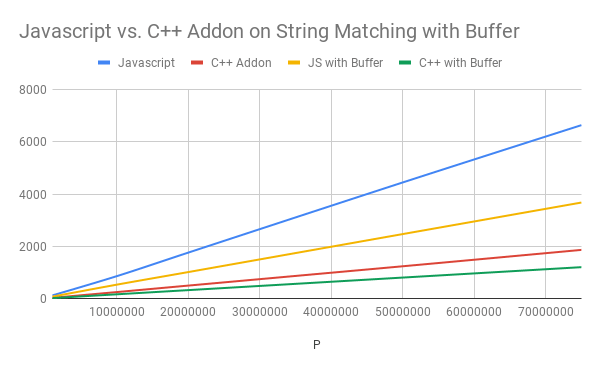 Javascript vs. C++ Addon on String Matching with Buffer
Javascript C++ Addon JS with Buffer C++ with Buffer
8000
6000
4000
2000
0
10000000 20000000 30000000 40000000 50000000 60000000 70000000
P